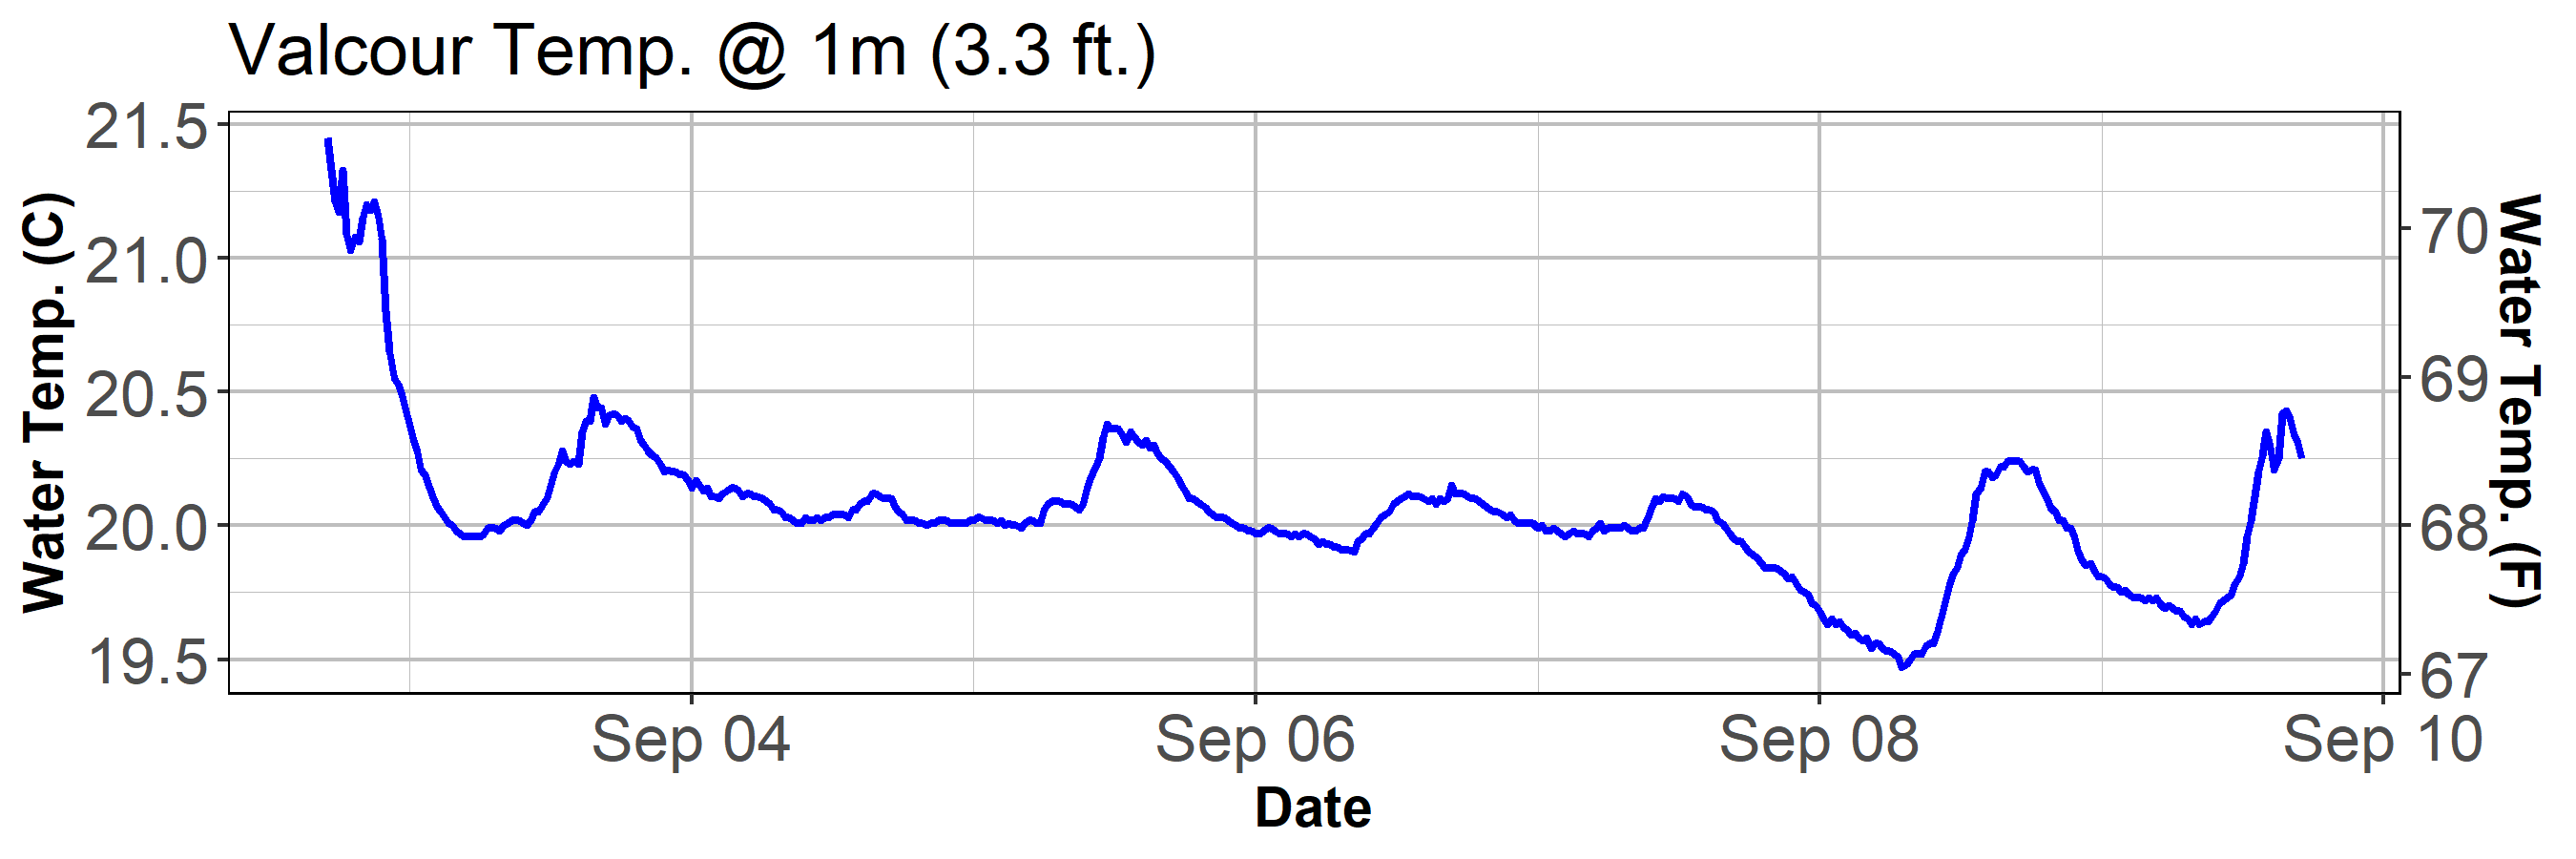 Valcour Temp. @ 1m (3.3 ft.)
Water Temp. (C)
21.5
21.0
20.5
20.0
19.5
70
69
68
67
Water Temp. (F)
Sep 04 Sep 06 Sep 08 Sep 10
Date